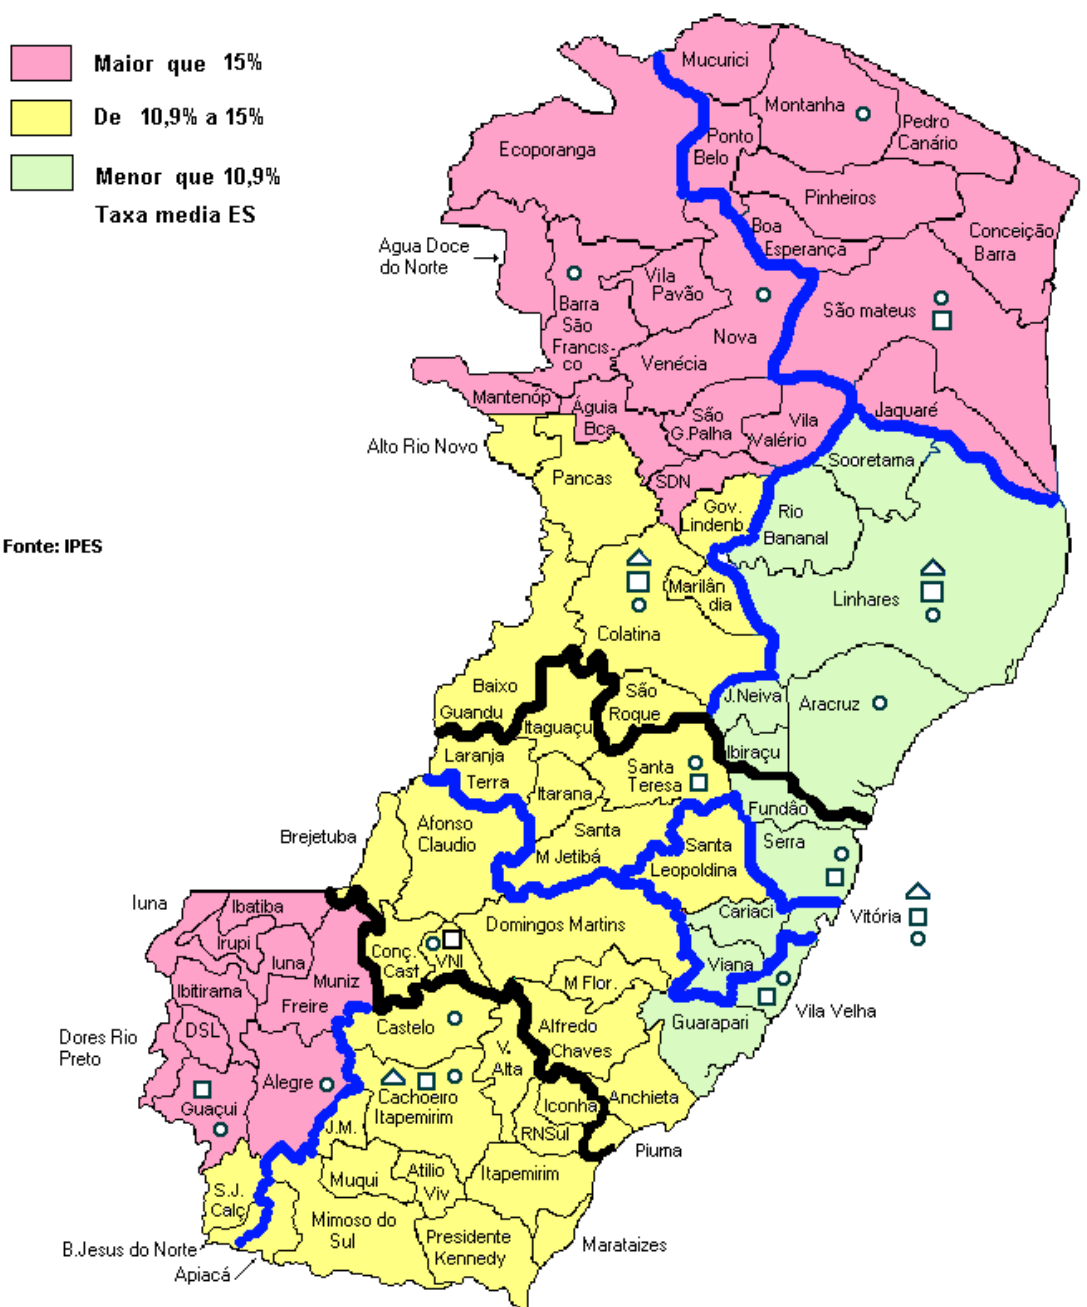 Maior que 15%
De 10,9% a 15%
Menor que 10,9%
Taxa media ES
Mucurici
Montanha
Pedro
Canário
Ponto
Belo
Ecoporanga
Pinheiros
Conceição
Barra
Boa
Esperança
Agua Doce
do Norte
Vila
Pavão
Barra
São
Francis-
co
São mateus
Nova
Venécia
Mantenóp
Águia
Bca
São
G.Palha
Vila
Valério
Jaquaré
Alto Rio Novo
Sooretama
Pancas
SDN
Gov.
Lindenb.
Rio
Bananal
Fonte: IPES
Marilân
dia
Linhares
Colatina
Baixo
Guandu
São
Roque
J.Neiva
Aracruz
Itaguaçu
Ibiraçu
Laranja
Terra
Santa
Teresa
Itarana
Fundão
Afonso
Claudio
Brejetuba
Santa
M Jetibá
Santa
Leopoldina
Serra
Iuna
Ibatiba
Cariaci
Vitória
Domingos Martins
Irupi
Iuna
Conç.
Cast
VNI
Viana
Muniz
Freire
Ibitirama
M Flor.
Vila Velha
DSL
Dores Rio
Preto
Castelo
Alfredo
Chaves
Guarapari
V.
Alta
Alegre
Guaçui
Cachoeiro
Itapemirim
Iconha
Anchieta
J.M.
RNSul
Piuma
Muqui
Atilio
Viv
Itapemirim
S.J.
Calç
Mimoso do
Sul
Presidente
Kennedy
Marataizes
B.Jesus do Norte
Apiacá